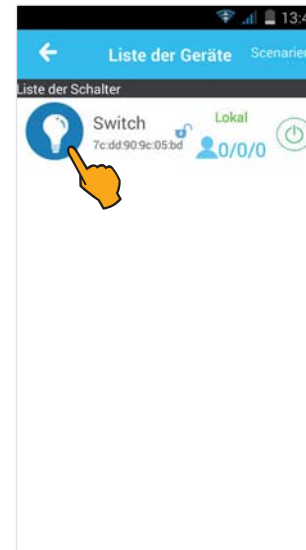 13:4
Liste der Geräte Scenarie
Liste der Schalter
Switch Lokal
7c:dd:90:9c:05:bd 0/0/0